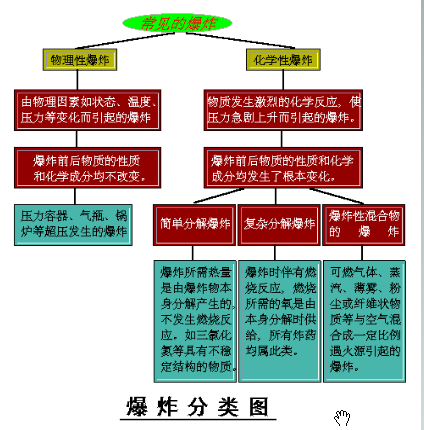 常见的爆炸
物理性爆炸
化学性爆炸
由物理因素如状态、温度、
压力等变化而引起的爆炸
物质发生激烈的化学反应，使
压力急剧上升而引起的爆炸。
爆炸前后物质的性质
和化学成分均不改变。
爆炸前后物质的性质和化学
成分均发生了根本变化。
压力容器、气瓶、锅
炉等超压发生的爆炸
简单分解爆炸
复杂分解爆炸
爆炸性混合物
的爆炸
爆炸所需热量
是由爆炸物本
身分解产生的，
不发生燃烧反
应。如三氯化
氮等具有不稳
定结构的物质。
爆炸时伴有燃
烧反应，燃烧
所需的氧是由
本身分解时供
给，所有炸药
均属此类。
可燃气体、蒸
汽、薄雾、粉
尘或纤维状物
质等与空气混
合成一定比例
遇火源引起的
爆炸。
爆炸分类图